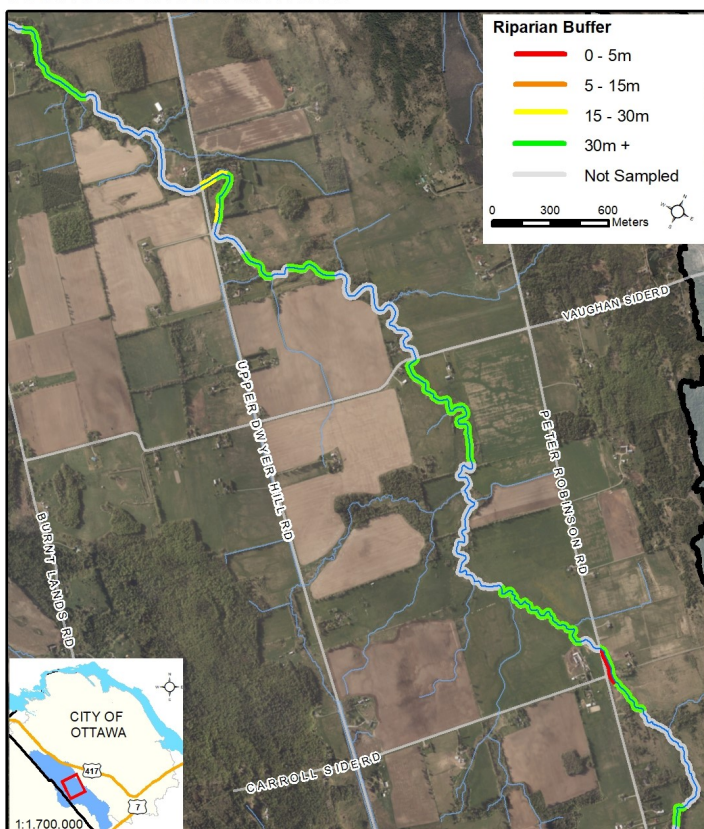 Riparian Buffer
0 - 5m
5 - 15m
15 - 30m
30m +
Not Sampled
0 300 600
Meters
N
W E
S
VAUGHAN SIDERD
UPPER DWYER HILL RD
PETER ROBINSON RD
BURNT LANDS RD
CARROLL SIDERD
CITY OF
OTTAWA
417
7
1:1,700,000